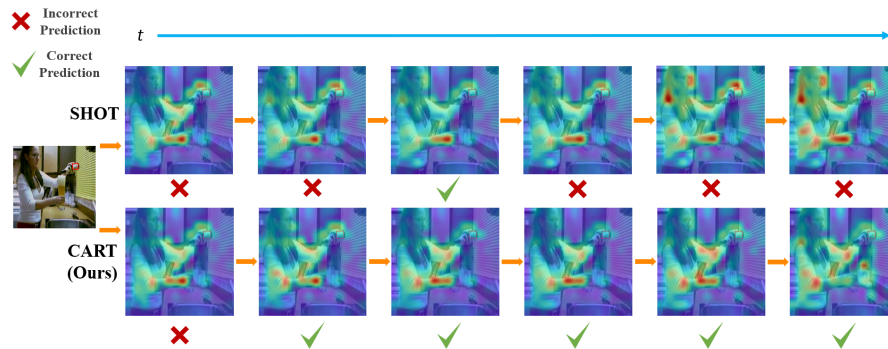 Incorrect
Prediction
t
Correct
Prediction
SHOT
CART
(Ours)